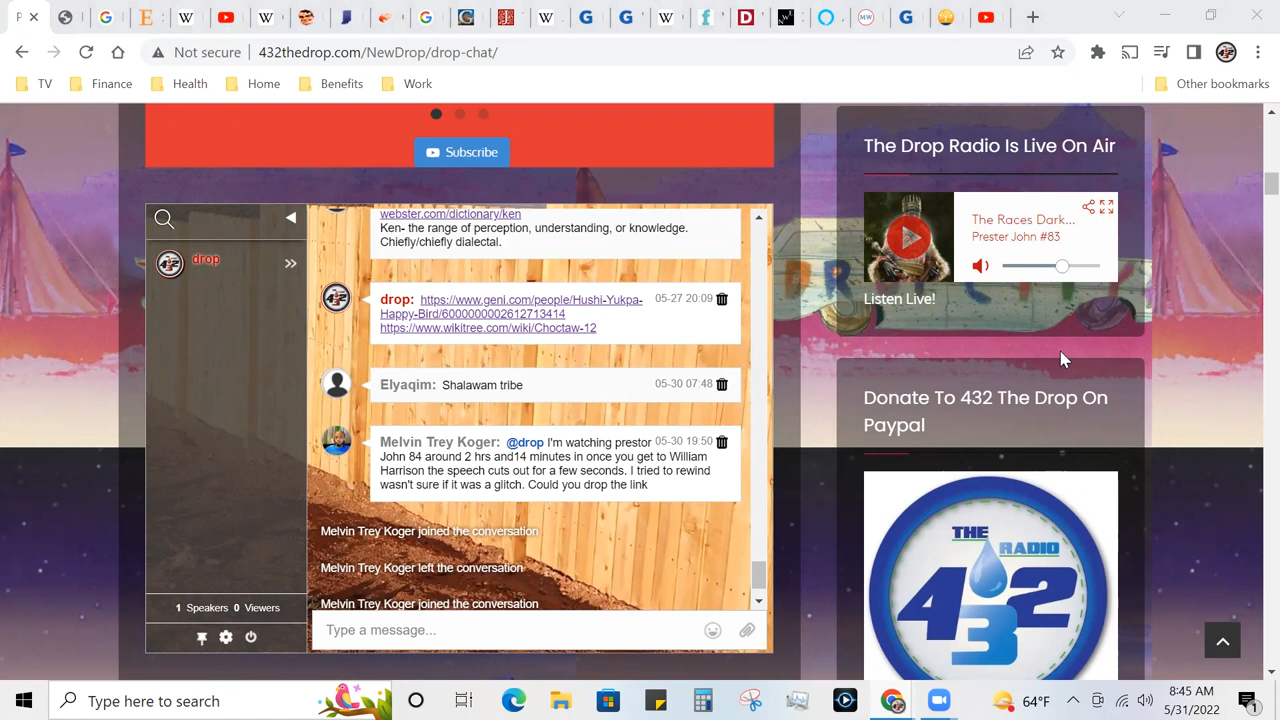 P
Not secure 432thedrop.com/NewDrop/drop-chat/
TV Finance Health Home Benefits Work Other bookmarks
Subscribe
The Drop Radio Is Live On Air
The Races Dark...
Prester John #83
Listen Live!
drop
webster.com/dictionary/ken
Ken- the range of perception, understanding, or knowledge.
Chiefly/chiefly dialectal.
drop: https://www.geni.com/people/Hushi-Yukpa- 05-27 20:09
Happy-Bird/6000000002612713414
https://www.wikitree.com/wiki/Choctaw-12
Elyaqim: Shalawam tribe 05-30 07:48
Melvin Trey Koger: @drop I'm watching prestor 05-30 19:50
John 84 around 2 hrs and14 minutes in once you get to William
Harrison the speech cuts out for a few seconds. I tried to rewind
wasn't sure if it was a glitch. Could you drop the link
Melvin Trey Koger joined the conversation
Melvin Trey Koger left the conversation
Melvin Trey Koger joined the conversation
1 Speakers 0 Viewers
Type a message...
Donate To 432 The Drop On
Paypal
THE RADIO
432
Type here to search
64°F
8:45 AM
5/31/2022
1